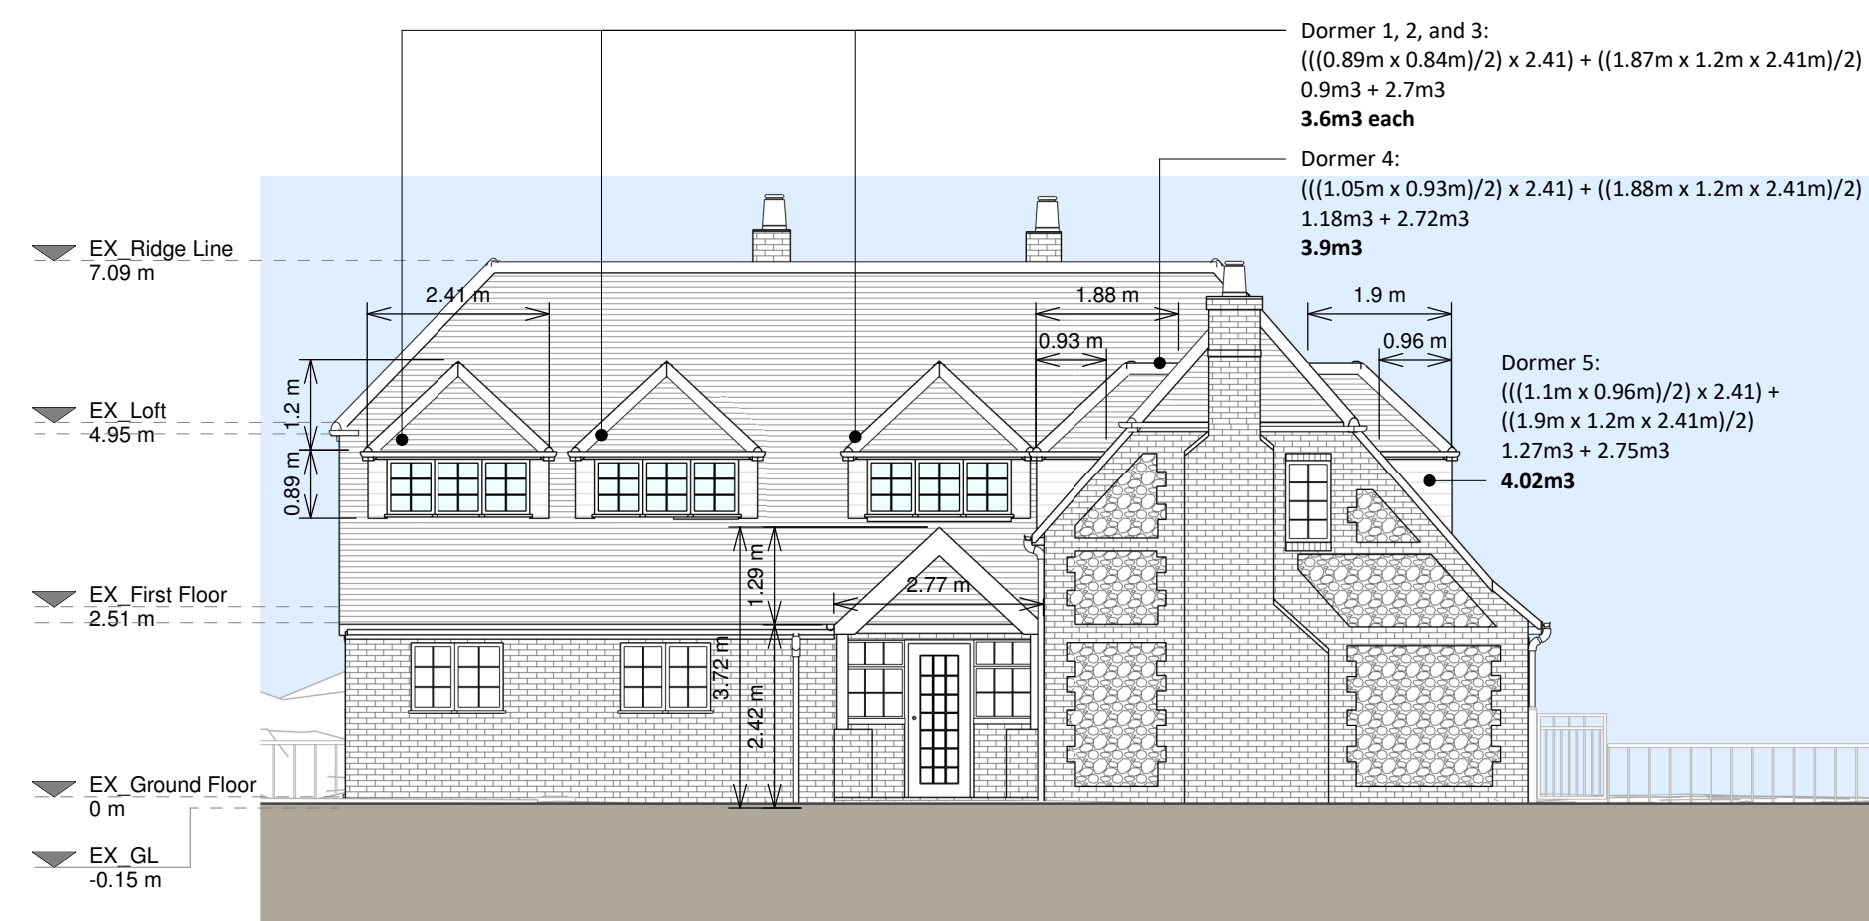 Dormer 1, 2, and 3:
(((0.89m x 0.84m)/2) x 2.41) + ((1.87m x 1.2m x 2.41m)/2)
0.9m3 + 2.7m3
3.6m3 each
Dormer 4:
(((1.05m x 0.93m)/2) x 2.41) + ((1.88m x 1.2m x 2.41m)/2)
1.18m3 + 2.72m3
3.9m3
EX_Ridge Line
7.09 m
2.41 m
1.88 m
1.9 m
0.93 m
0.96 m
Dormer 5:
(((1.1m x 0.96m)/2) x 2.41) +
((1.9m x 1.2m x 2.41m)/2)
1.27m3 + 2.75m3
4.02m3
1.2 m
EX_Loft
4.95 m
0.89 m
1.29 m
2.77 m
EX_First Floor
2.51 m
3.72 m
2.42 m
EX_Ground Floor
0 m
EX_GL
-0.15 m